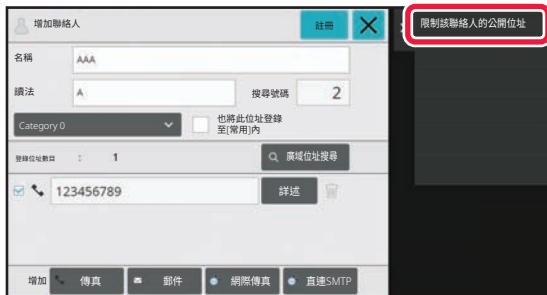 增加聯絡人
註冊
限制該聯絡人的公開位址
名稱
AAA
讀法
A
搜尋號碼
2
Category 0
也將此位址登錄
至[常用]內
登錄位址數目 : 1
廣域位址搜尋
123456789
詳述
增加
傳真
郵件
網際傳真
直連SMTP